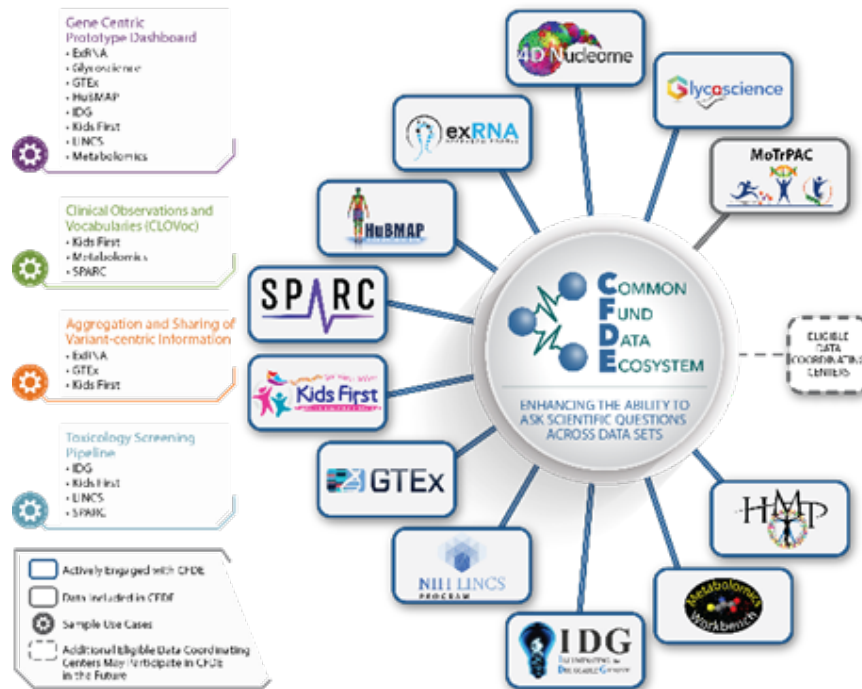 Gene Centric
Prototype Dashboard
• ExRNA
• Glycoscience
• GTEx
• HuBMAP
• IDG
• Kids First
• LINCS
• Metabolomics
Clinical Observations and
Vocabularies (CLOVoc)
• Kids First
• Metabolomics
• SPARC
Aggregation and Sharing of
Variant-centric Information
• ExRNA
• GTEx
• Kids First
Toxicology Screening
Pipeline
• IDG
• Kids First
• LINCS
• SPARC
Actively Engaged with CFDE
Data Included in CFDE
Sample Use Cases
Additional Eligible Data Coordinating
Centers May Participate in CFDE
in the Future
4D Nucleome
Glycoscience
exRNA
MoTrPAC
HuBMAP
SPARC
COMMON
FUND
DATA
ECOSYSTEM
ENHANCING THE ABILITY TO
ASK SCIENTIFIC QUESTIONS
ACROSS DATA SETS
ELIGIBLE
DATA
COORDINATING
CENTERS
Kids First
GTEx
HMP
NIH LINCS
PROGRAM
Metabolomics
Workbench
IDG
ILLUMINATING THE
DRUGGABLE GENOME